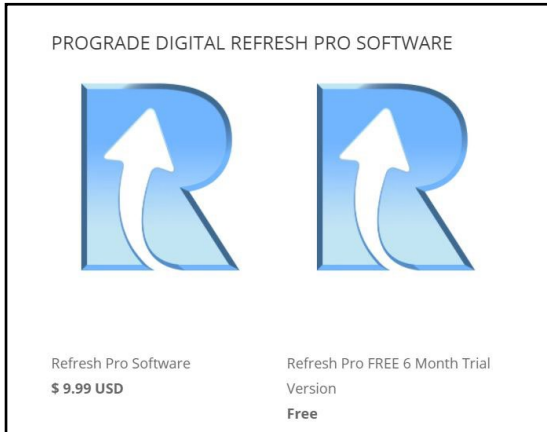 PROGRADE DIGITAL REFRESH PRO SOFTWARE
Refresh Pro Software
$ 9.99 USD
Refresh Pro FREE 6 Month Trial
Version
Free